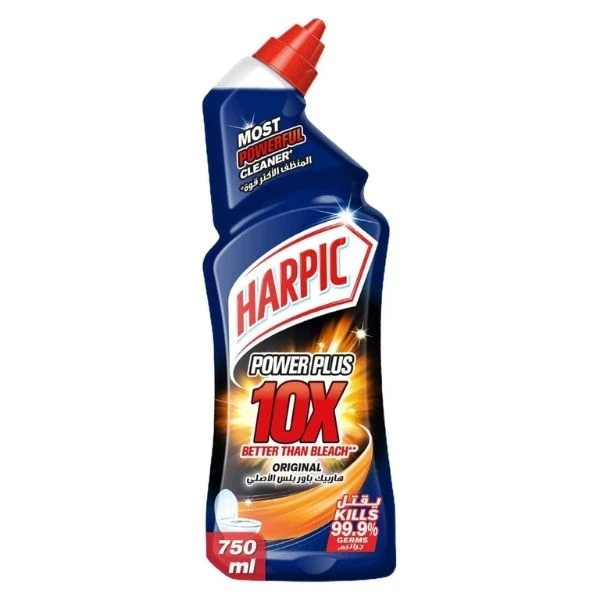 MOST
POWERFUL
CLEANER*
المنظف الأكثر قوة*
HARPIC
POWER PLUS
10X
BETTER THAN BLEACH**
ORIGINAL
هاربيك باور بلس الأصلي
يقتل
KILLS
99.9%
GERMS
جراثيم
750
ml